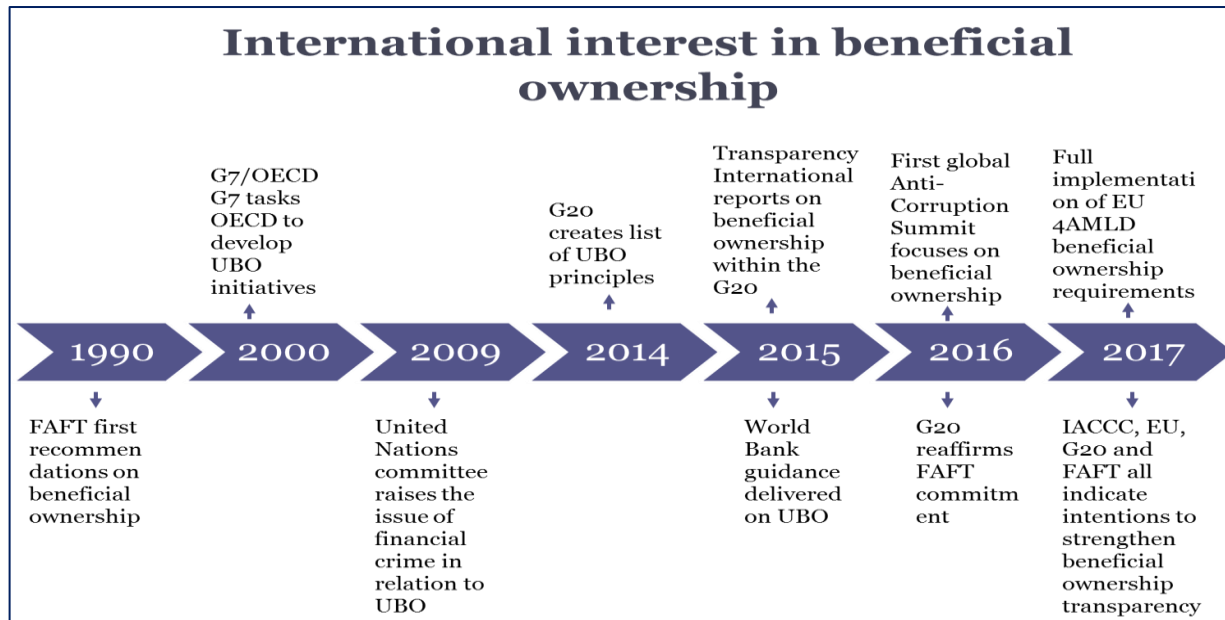 International interest in beneficial
ownership
G7/OECD
G7 tasks
OECD to
develop
UBO
initiatives
G20
creates list
of UBO
principles
Transparency
International
reports on
beneficial
ownership
within the
G20
First global
Anti-
Corruption
Summit
focuses on
beneficial
ownership
Full
implementati
on of EU
4AMLD
beneficial
ownership
requirements
1990
2000
2009
2014
2015
2016
2017
FAFT first
recommen
dations on
beneficial
ownership
United
Nations
committee
raises the
issue of
financial
crime in
relation to
UBO
World
Bank
guidance
delivered
on UBO
G20
reaffirms
FAFT
commitm
ent
IACCC, EU,
G20 and
FAFT all
indicate
intentions to
strengthen
beneficial
ownership
transparency